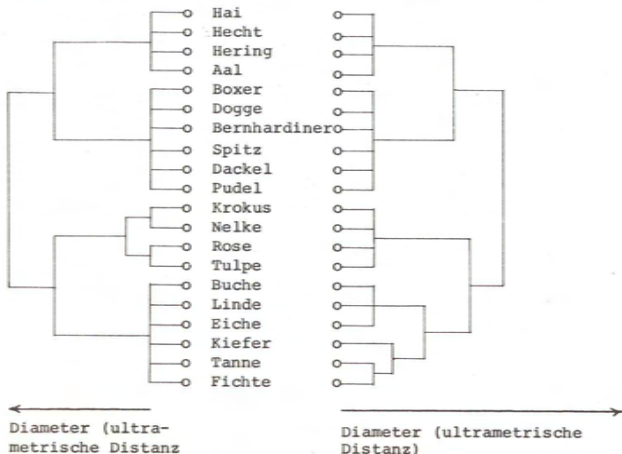 Hai
Hecht
Hering
Aal
Boxer
Dogge
Bernhardiner
Spitz
Dackel
Pudel
Krokus
Nelke
Rose
Tulpe
Buche
Linde
Eiche
Kiefer
Tanne
Fichte
Diameter (ultra-
metrische Distanz
Diameter (ultrametrische
Distanz)